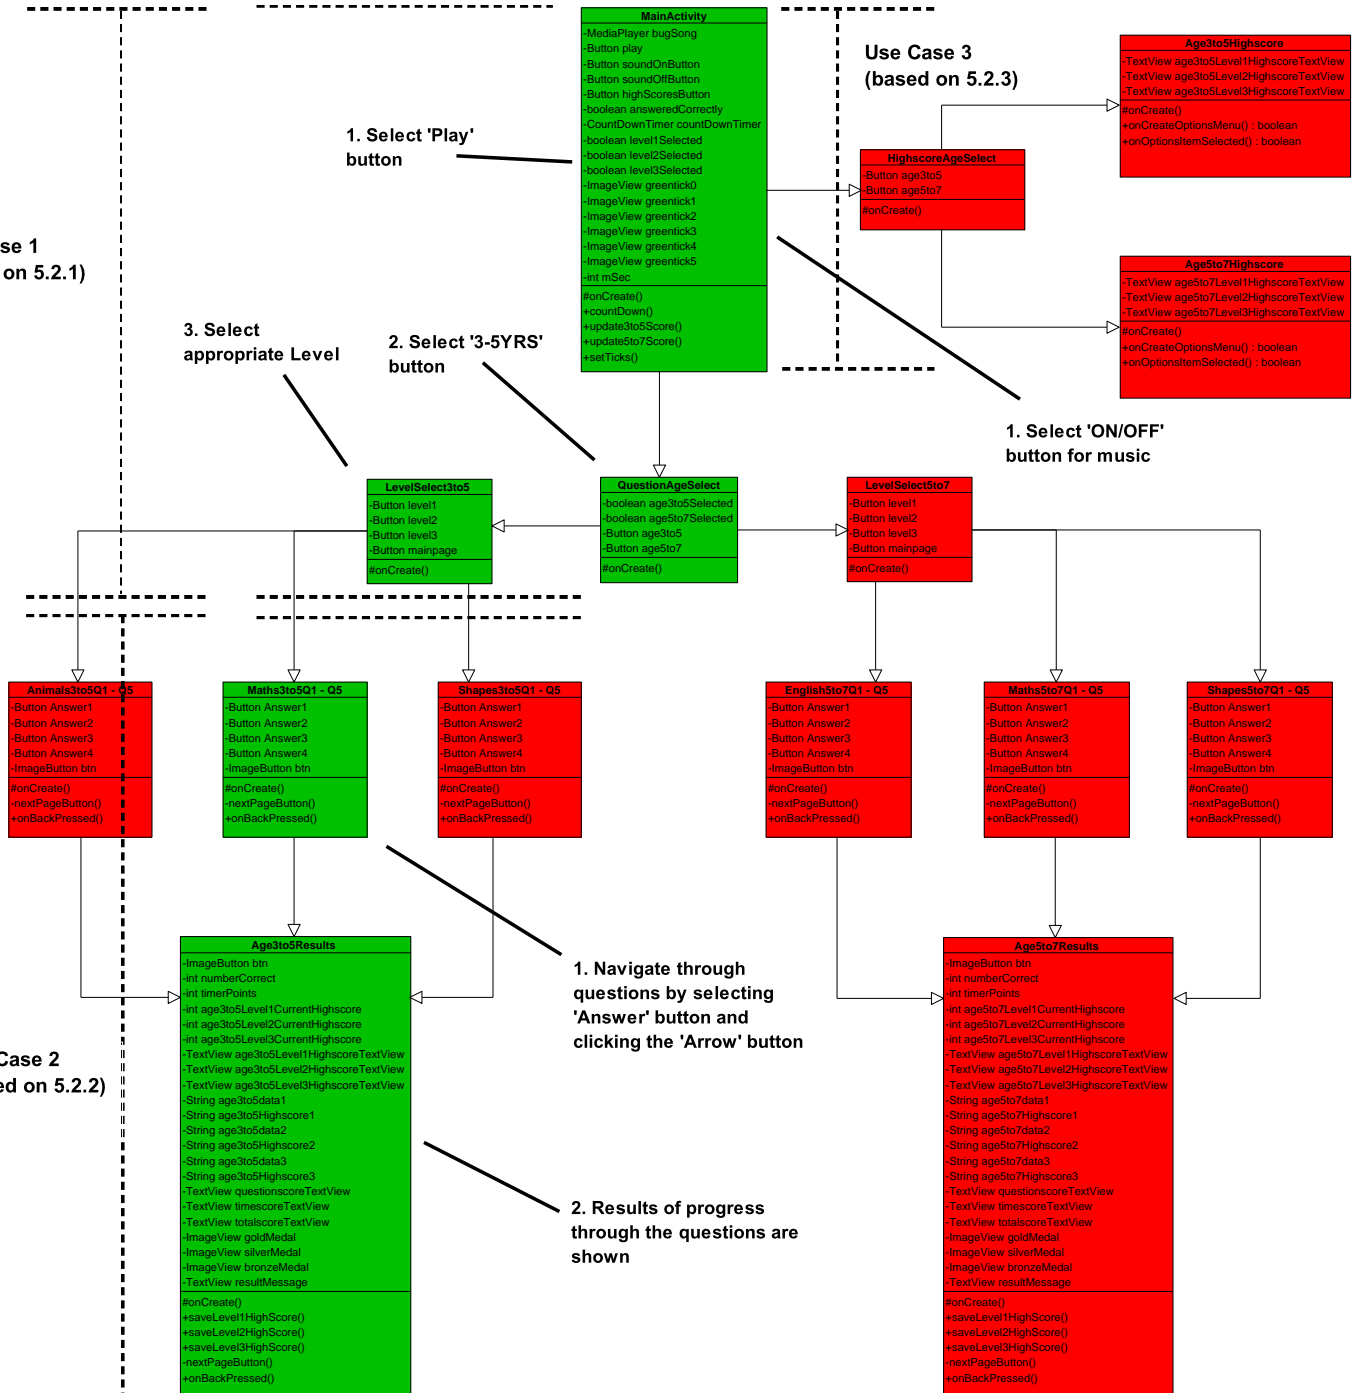 MainActivity
-MediaPlayer bugSong
-Button play
-Button soundOnButton
-Button soundOffButton
-Button highScoresButton
-boolean answeredCorrectly
-CountDownTimer countDownTimer
-boolean level1Selected
-boolean level2Selected
-boolean level3Selected
-ImageView greentick0
-ImageView greentick1
-ImageView greentick2
-ImageView greentick3
-ImageView greentick4
-ImageView greentick5
-int mSec
#onCreate()
+countDown()
+update3to5Score()
+update5to7Score()
+setTicks()
Use Case 3
(based on 5.2.3)
Age3to5Highscore
-TextView age3to5Level1HighscoreTextView
-TextView age3to5Level2HighscoreTextView
-TextView age3to5Level3HighscoreTextView
#onCreate()
+onCreateOptionsMenu() : boolean
+onOptionsItemSelected() : boolean
1. Select 'Play'
button
HighscoreAgeSelect
-Button age3to5
-Button age5to7
#onCreate()
se 1
on 5.2.1)
Age5to7Highscore
-TextView age5to7Level1HighscoreTextView
-TextView age5to7Level2HighscoreTextView
-TextView age5to7Level3HighscoreTextView
#onCreate()
+onCreateOptionsMenu() : boolean
+onOptionsItemSelected() : boolean
3. Select
appropriate Level
2. Select '3-5YRS'
button
1. Select 'ON/OFF'
button for music
LevelSelect3to5
-Button level1
-Button level2
-Button level3
-Button mainpage
#onCreate()
QuestionAgeSelect
-boolean age3to5Selected
-boolean age5to7Selected
-Button age3to5
-Button age5to7
#onCreate()
LevelSelect5to7
-Button level1
-Button level2
-Button level3
-Button mainpage
#onCreate()
Animals3to5Q1 - Q5
-Button Answer1
-Button Answer2
-Button Answer3
-Button Answer4
-ImageButton btn
#onCreate()
-nextPageButton()
+onBackPressed()
Maths3to5Q1 - Q5
-Button Answer1
-Button Answer2
-Button Answer3
-Button Answer4
-ImageButton btn
#onCreate()
-nextPageButton()
+onBackPressed()
Shapes3to5Q1 - Q5
-Button Answer1
-Button Answer2
-Button Answer3
-Button Answer4
-ImageButton btn
#onCreate()
-nextPageButton()
+onBackPressed()
English5to7Q1 - Q5
-Button Answer1
-Button Answer2
-Button Answer3
-Button Answer4
-ImageButton btn
#onCreate()
-nextPageButton()
+onBackPressed()
Maths5to7Q1 - Q5
-Button Answer1
-Button Answer2
-Button Answer3
-Button Answer4
-ImageButton btn
#onCreate()
-nextPageButton()
+onBackPressed()
Shapes5to7Q1 - Q5
-Button Answer1
-Button Answer2
-Button Answer3
-Button Answer4
-ImageButton btn
#onCreate()
-nextPageButton()
+onBackPressed()
Case 2
ed on 5.2.2)
Age3to5Results
-ImageButton btn
-int numberCorrect
-int timerPoints
-int age3to5Level1CurrentHighscore
-int age3to5Level2CurrentHighscore
-int age3to5Level3CurrentHighscore
-TextView age3to5Level1HighscoreTextView
-TextView age3to5Level2HighscoreTextView
-TextView age3to5Level3HighscoreTextView
-String age3to5data1
-String age3to5Highscore1
-String age3to5data2
-String age3to5Highscore2
-String age3to5data3
-String age3to5Highscore3
-TextView questionscoreTextView
-TextView timescoreTextView
-TextView totalscoreTextView
-ImageView goldMedal
-ImageView silverMedal
-ImageView bronzeMedal
-TextView resultMessage
#onCreate()
+saveLevel1HighScore()
+saveLevel2HighScore()
+saveLevel3HighScore()
-nextPageButton()
+onBackPressed()
1. Navigate through
questions by selecting
'Answer' button and
clicking the 'Arrow' button
2. Results of progress
through the questions are
shown
Age5to7Results
-ImageButton btn
-int numberCorrect
-int timerPoints
-int age5to7Level1CurrentHighscore
-int age5to7Level2CurrentHighscore
-int age5to7Level3CurrentHighscore
-TextView age5to7Level1HighscoreTextView
-TextView age5to7Level2HighscoreTextView
-TextView age5to7Level3HighscoreTextView
-String age5to7data1
-String age5to7Highscore1
-String age5to7data2
-String age5to7Highscore2
-String age5to7data3
-String age5to7Highscore3
-TextView questionscoreTextView
-TextView timescoreTextView
-TextView totalscoreTextView
-ImageView goldMedal
-ImageView silverMedal
-ImageView bronzeMedal
-TextView resultMessage
#onCreate()
+saveLevel1HighScore()
+saveLevel2HighScore()
+saveLevel3HighScore()
-nextPageButton()
+onBackPressed()